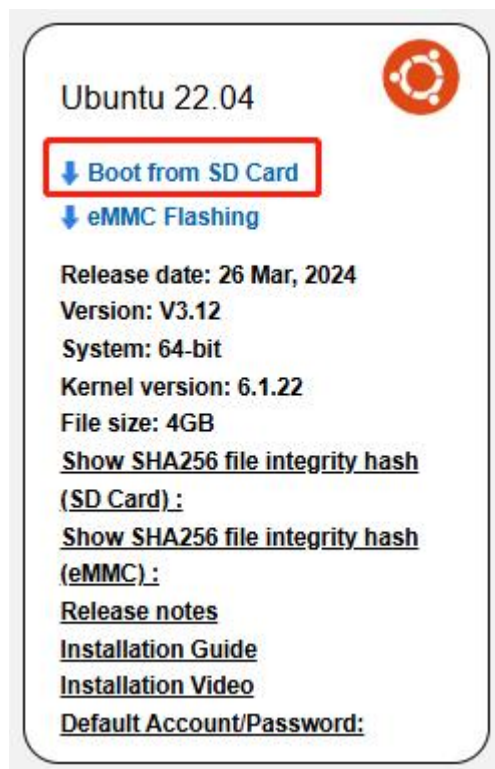 Ubuntu 22.04
Boot from SD Card
eMMC Flashing
Release date: 26 Mar, 2024
Version: V3.12
System: 64-bit
Kernel version: 6.1.22
File size: 4GB
Show SHA256 file integrity hash
(SD Card) :
Show SHA256 file integrity hash
(eMMC) :
Release notes
Installation Guide
Installation Video
Default Account/Password: